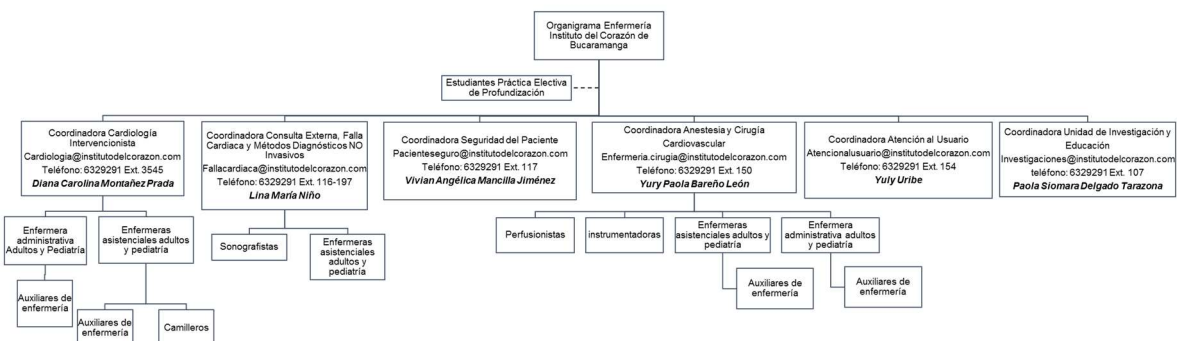 Organigrama Enfermería
Instituto del Corazón de
Bucaramanga
Estudiantes Práctica Electiva
de Profundización
Coordinadora Cardiología
Intervencionista
Cardiologia@institutodelcorazon.com
Teléfono: 6329291 Ext. 3545
Diana Carolina Montañez Prada
Coordinadora Consulta Externa, Falla
Cardiaca y Métodos Diagnósticos NO
Invasivos
Fallacardiaca@institutodelcorazon.com
Teléfono: 6329291 Ext. 116-197
Lina María Niño
Coordinadora Seguridad del Paciente
Pacienteseguro@institutodelcorazon.com
Teléfono: 6329291 Ext. 117
Vivian Angélica Mancilla Jiménez
Coordinadora Anestesia y Cirugía
Cardiovascular
Enfermeria.cirugia@institutodelcorazon.com
Teléfono: 6329291 Ext. 150
Yury Paola Bareño León
Coordinadora Atención al Usuario
Atencionalusuario@institutodelcorazon.com
Teléfono: 6329291 Ext. 154
Yuly Uribe
Coordinadora Unidad de Investigación y
Educación
Investigaciones@institutodelcorazon.com
teléfono: 6329291 Ext. 107
Paola Siomara Delgado Tarazona
Enfermera
administrativa
Adultos y Pediatría
Enfermeras
asistenciales adultos
y pediatría
Auxiliares de
enfermería
Auxiliares de
enfermería
Camilleros
Sonografistas
Enfermeras
asistenciales
adultos y
pediatría
Perfusionistas
instrumentadoras
Enfermeras
asistenciales adultos y
pediatría
Enfermera
administrativa adultos
y pediatría
Auxiliares de
enfermería
Auxiliares de
enfermería